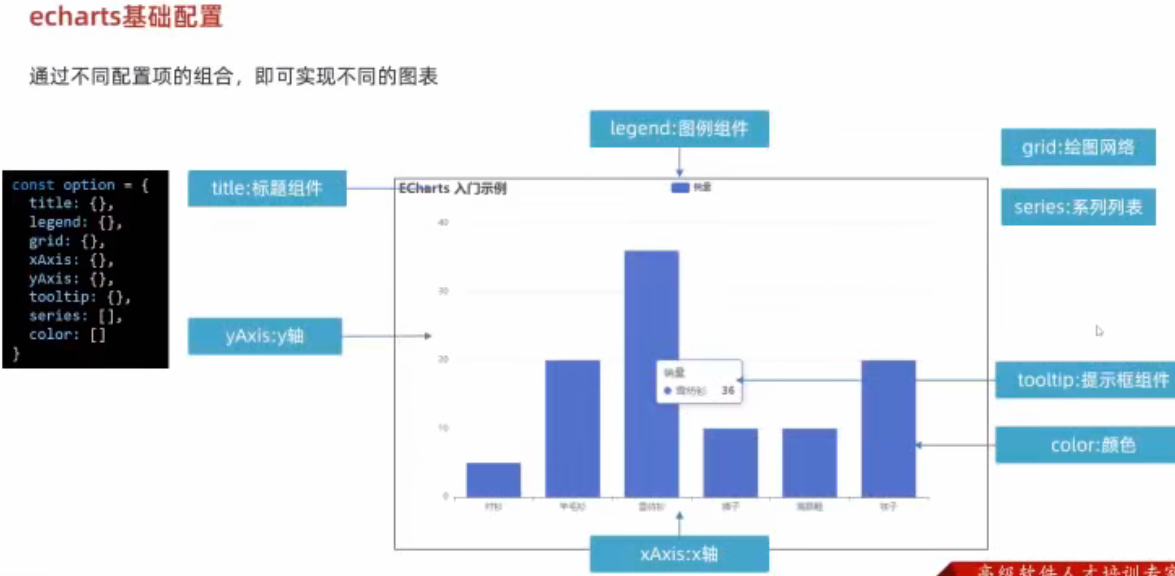 echarts基础配置
通过不同配置项的组合，即可实现不同的图表
legend:图例组件
grid:绘图网络
series:系列列表
title:标题组件
const option = {
title: {},
legend: {},
grid: {},
xAxis: {},
yAxis: {},
tooltip: {},
series: [],
color: []
}
ECharts 入门示例
销量
40
30
20
10
0
yAxis:y轴
销量
雪纺衫 36
tooltip:提示框组件
color:颜色
衬衫 羊毛衫 雪纺衫 裤子 高跟鞋 袜子
xAxis:x轴
高级软件人才培训专家